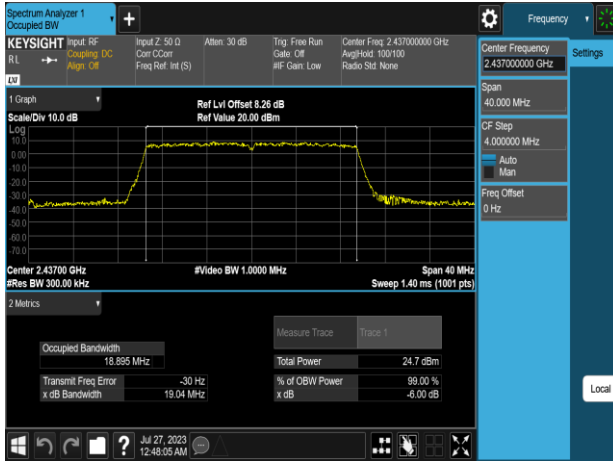 Spectrum Analyzer 1
Occupied BW
+
Frequency
KEYSIGHT
RL
LXI
Input: RF
Coupling: DC
Align: Off
Input Z: 50 Ω
Corr CCorr
Freq Ref: Int (S)
Atten: 30 dB
Trig: Free Run
Gate: Off
#IF Gain: Low
Center Freq: 2.437000000 GHz
Avg|Hold: 100/100
Radio Std: None
Center Frequency
2.437000000 GHz
Settings
Span
40.000 MHz
CF Step
4.000000 MHz
Auto
Man
Freq Offset
0 Hz
Local
1 Graph
Scale/Div 10.0 dB
Ref Lvl Offset 8.26 dB
Ref Value 20.00 dBm
Log
10.0
0.00
-10.0
-20.0
-30.0
-40.0
-50.0
-60.0
-70.0
Center 2.43700 GHz
#Video BW 1.0000 MHz
Span 40 MHz
#Res BW 300.00 kHz
Sweep 1.40 ms (1001 pts)
2 Metrics
Measure Trace
Trace 1
Occupied Bandwidth
18.895 MHz
Total Power
24.7 dBm
Transmit Freq Error
-30 Hz
% of OBW Power
99.00 %
x dB Bandwidth
19.04 MHz
x dB
-6.00 dB
?
Jul 27, 2023
12:48:05 AM